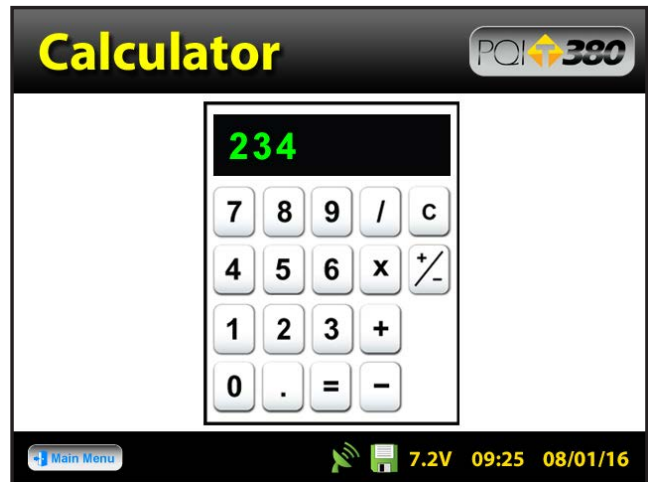 Calculator PQI T 380
234
7 8 9 / C
4 5 6 x +/−
1 2 3 +
0 . = −
Main Menu 7.2V 09:25 08/01/16